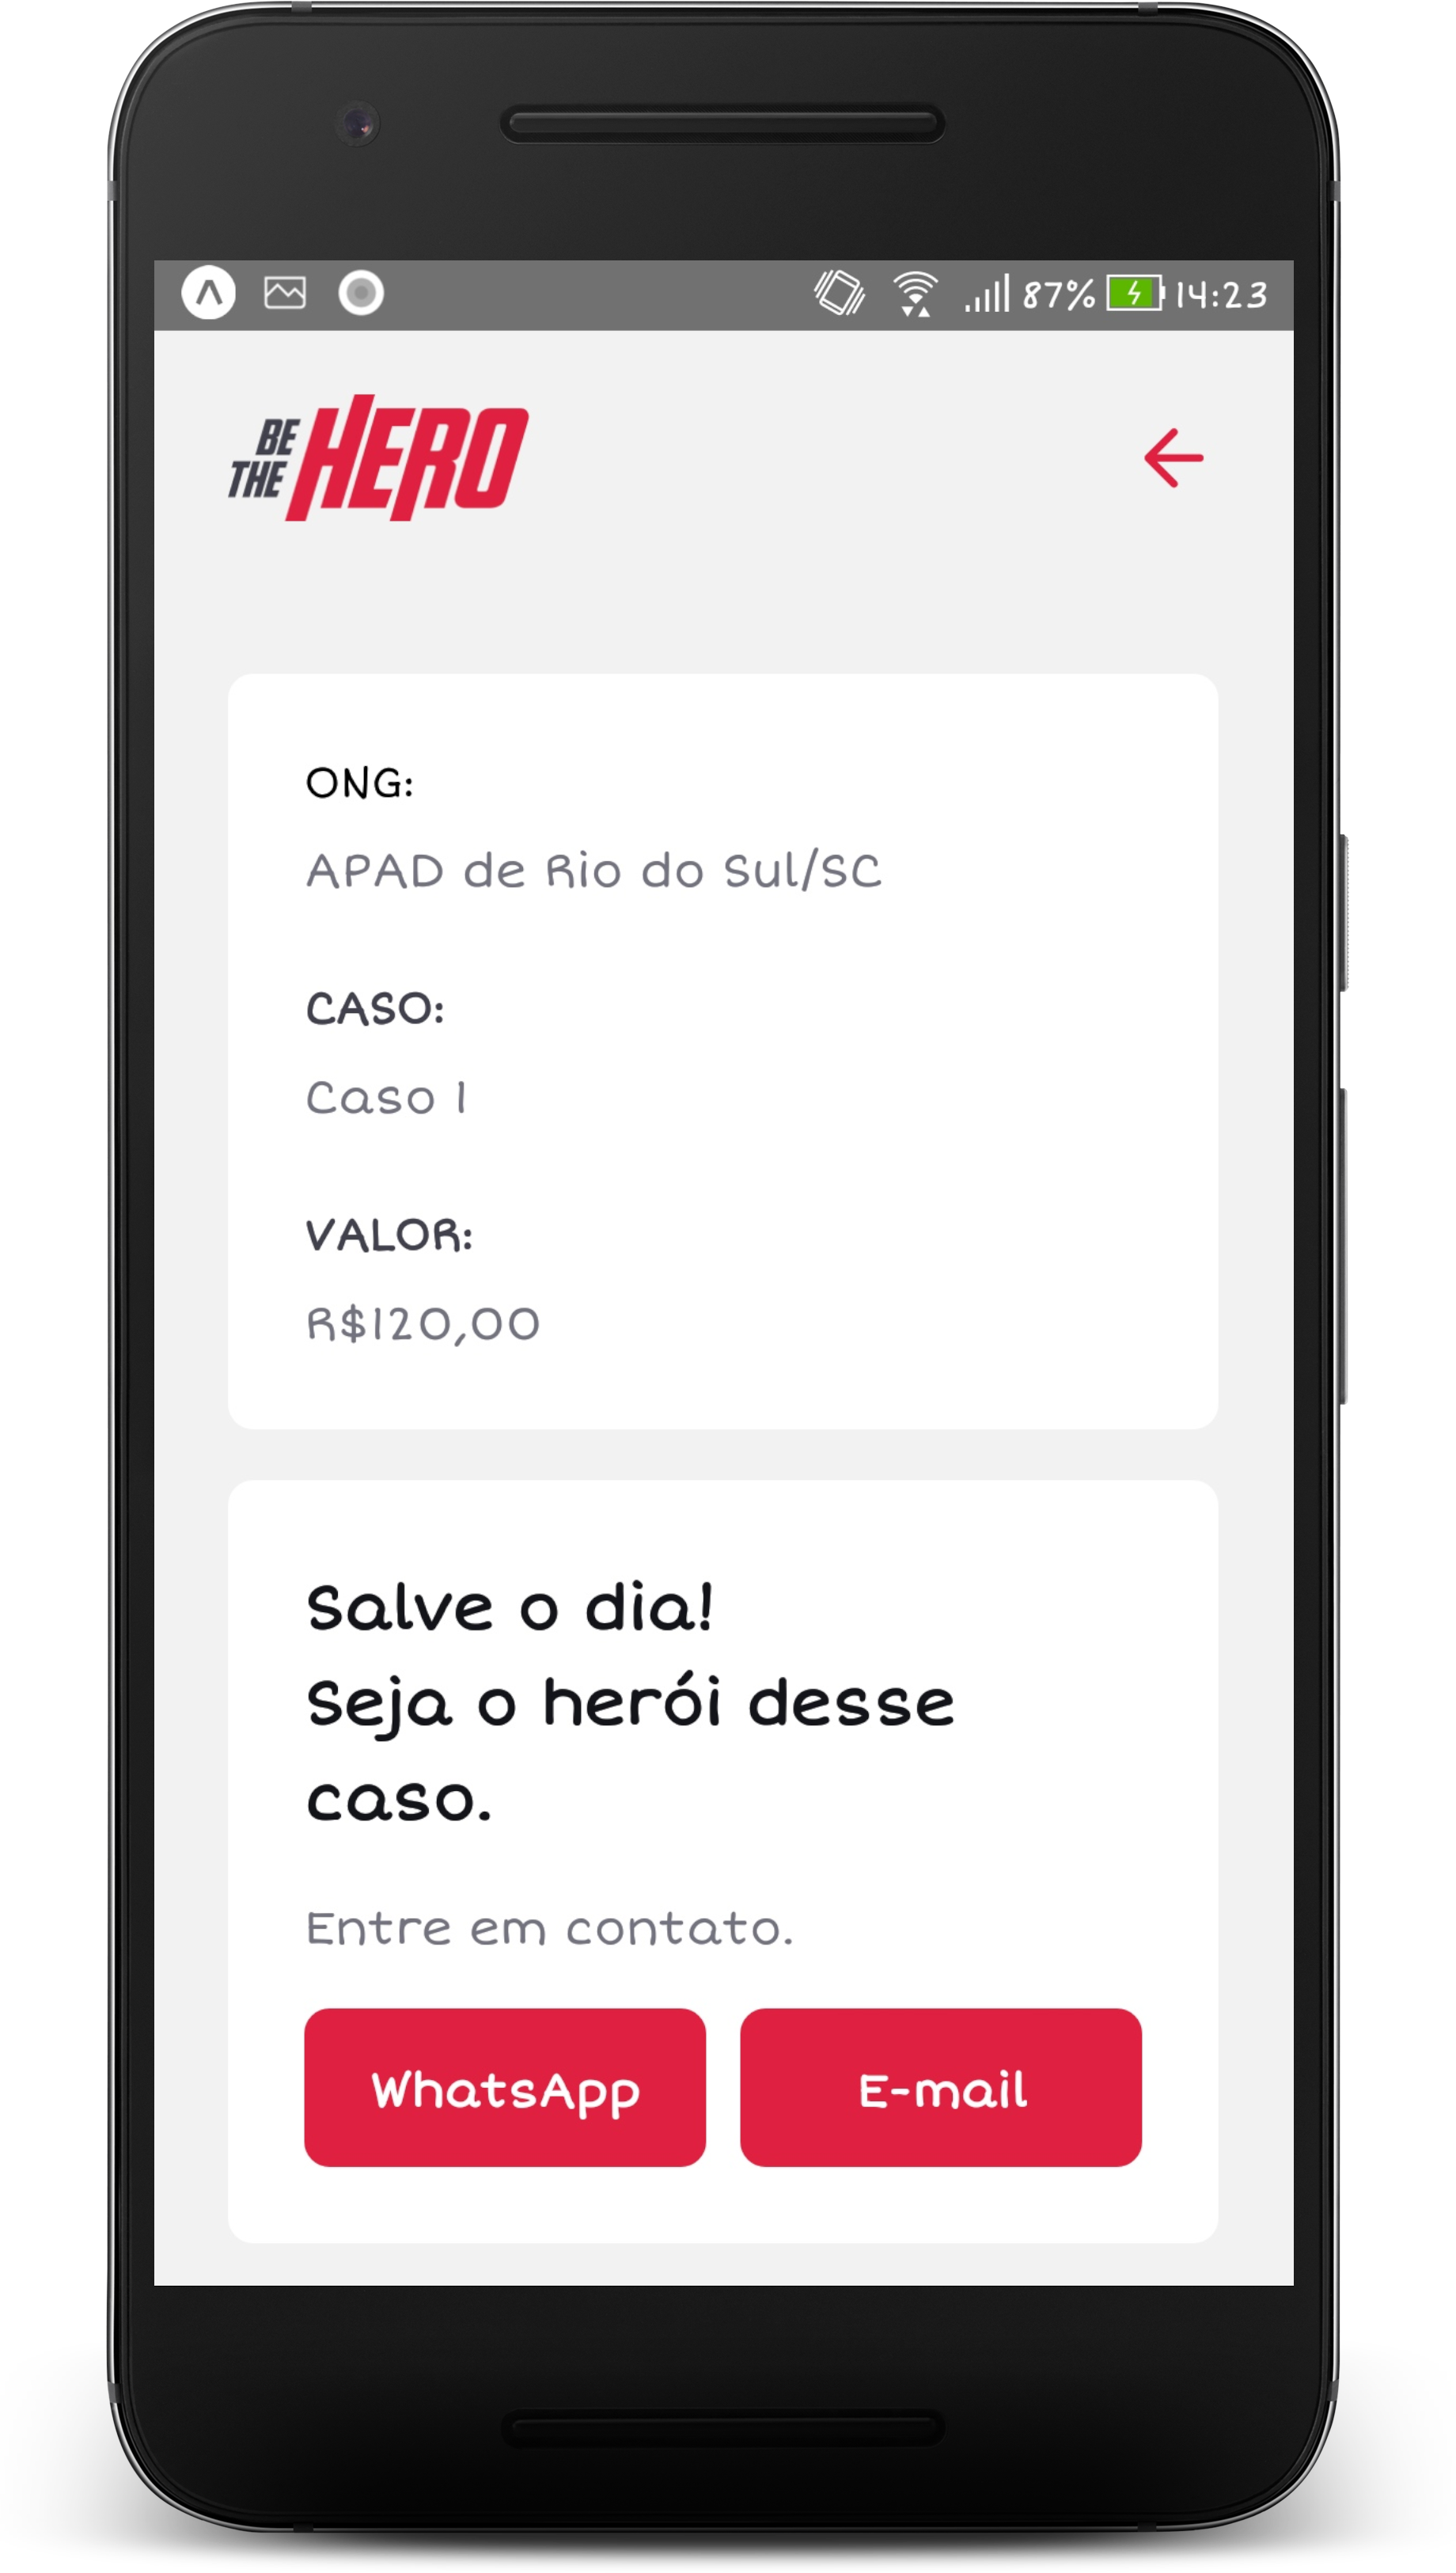 87% 14:23
BE THE HERO
ONG:
APAD de Rio do Sul/SC
CASO:
Caso 1
VALOR:
R$120,00
Salve o dia!
Seja o herói desse
caso.
Entre em contato.
WhatsApp E-mail